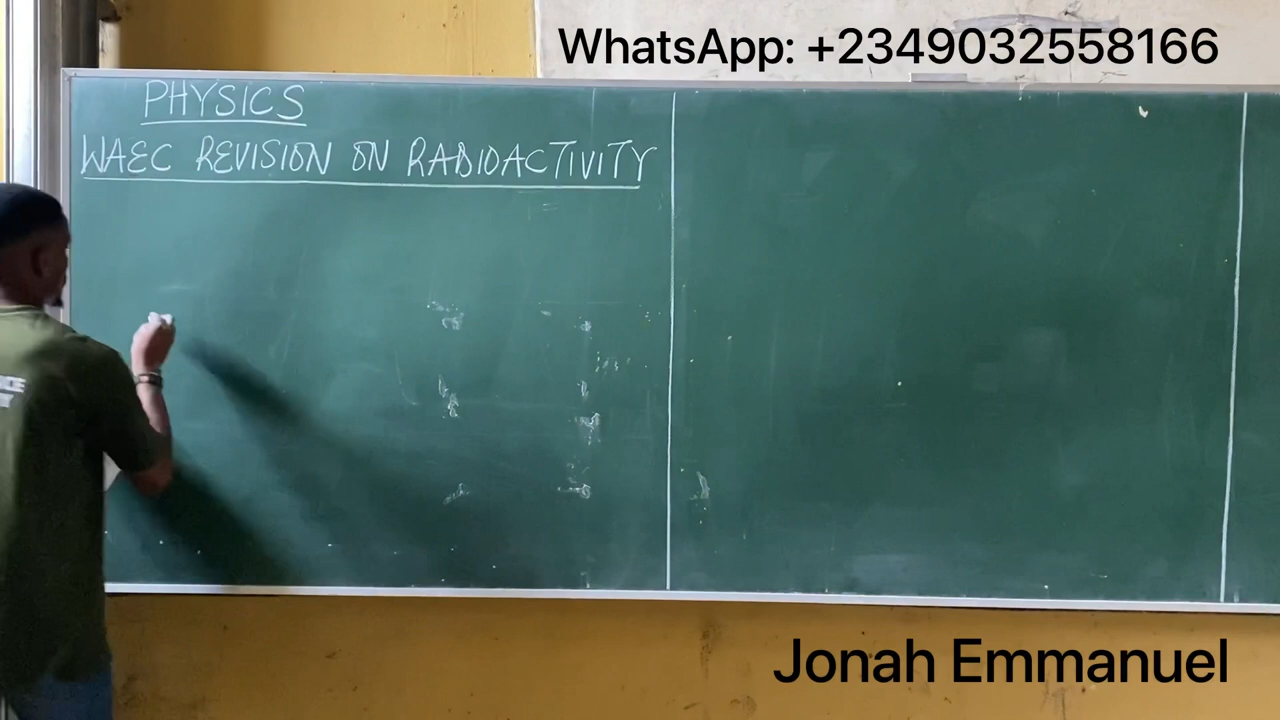 WhatsApp: +2349032558166
PHYSICS
WAEC REVISION ON RADIOACTIVITY
Jonah Emmanuel